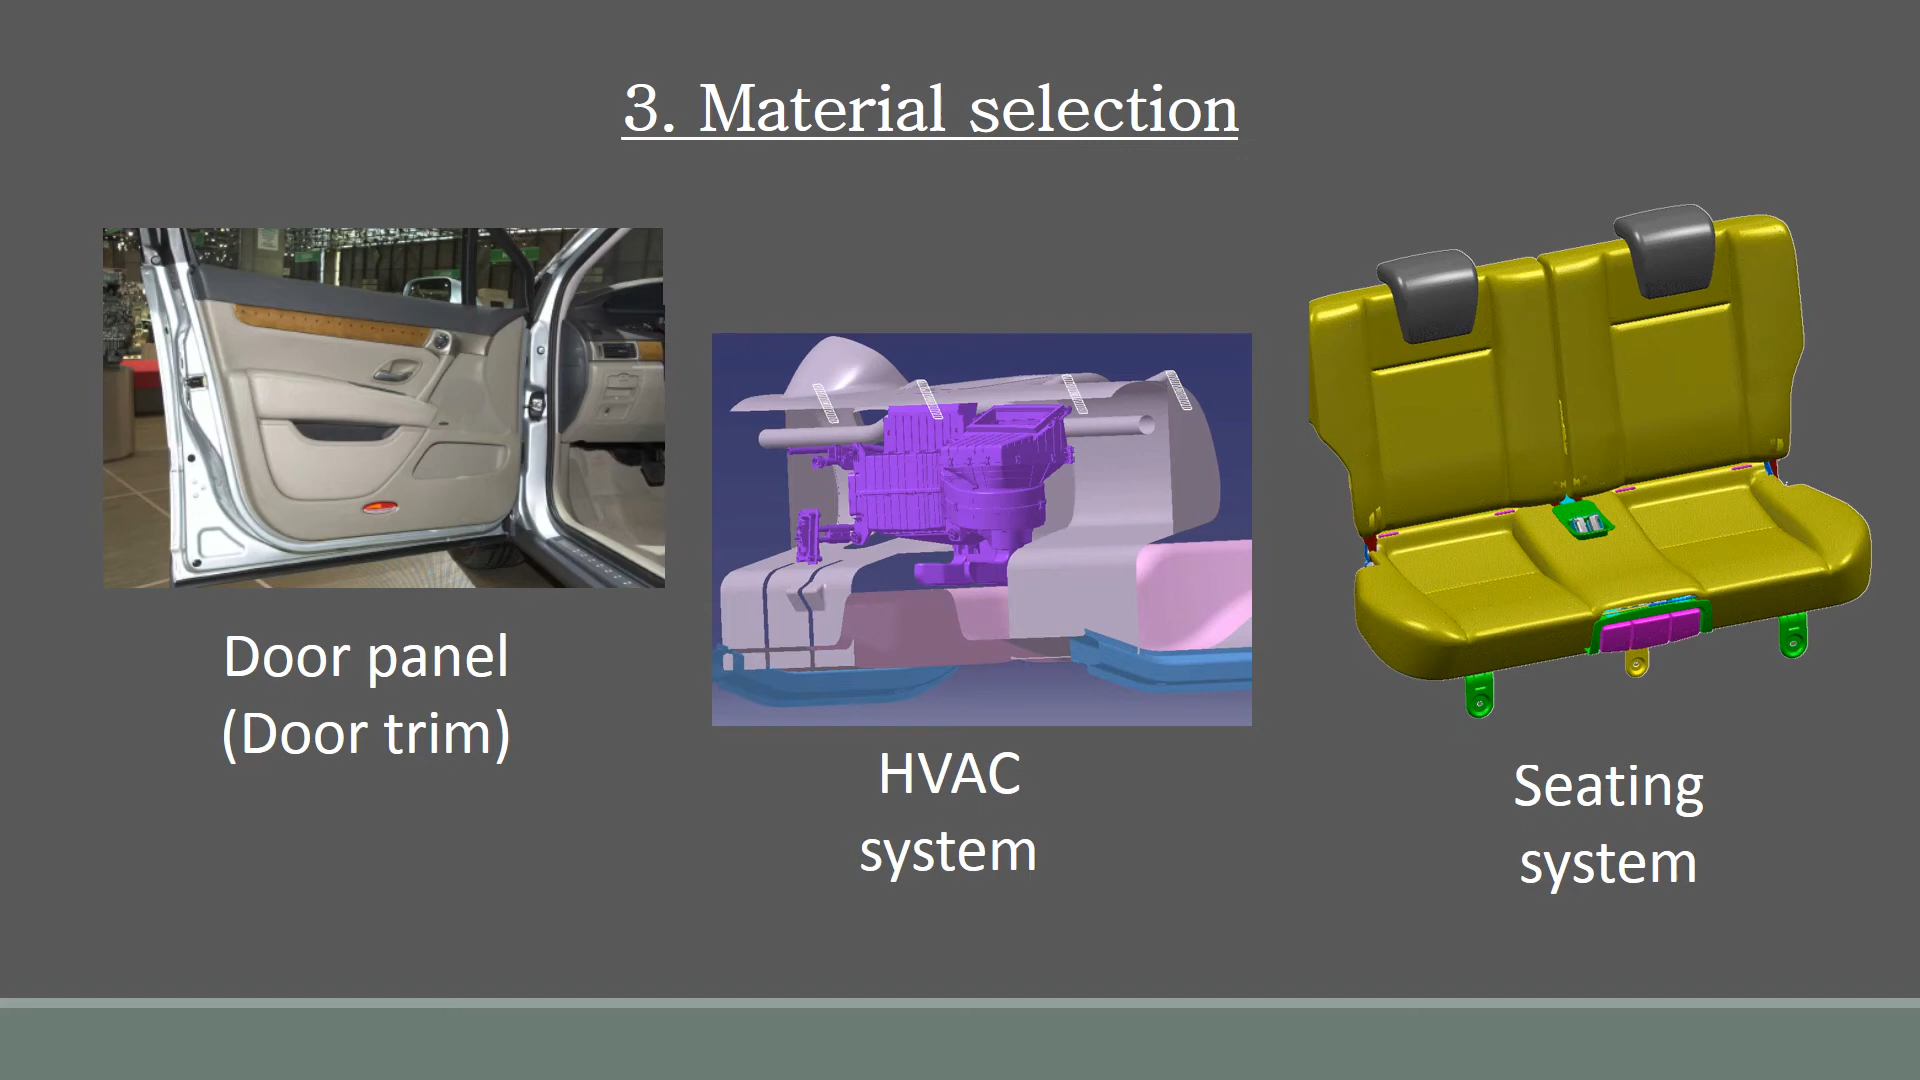 3. Material selection
Door panel
(Door trim)
HVAC
system
Seating
system